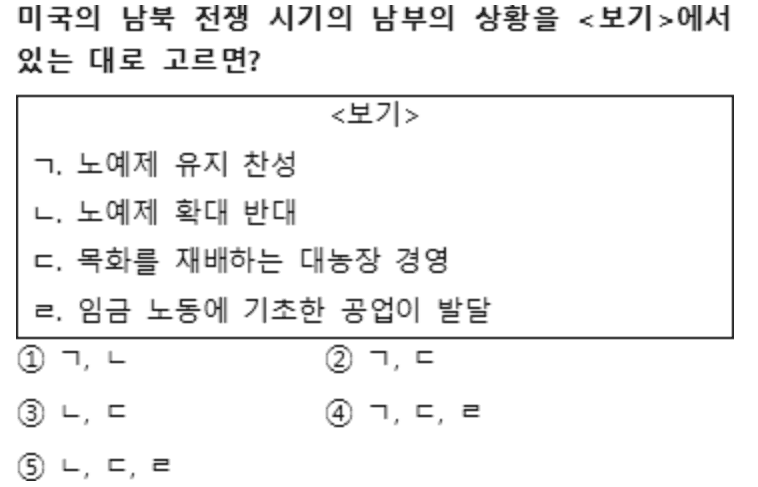 미국의 남북 전쟁 시기의 남부의 상황을 <보기>에서
있는 대로 고르면?
<보기>
ㄱ. 노예제 유지 찬성
ㄴ. 노예제 확대 반대
ㄷ. 목화를 재배하는 대농장 경영
ㄹ. 임금 노동에 기초한 공업이 발달
① ㄱ, ㄴ ② ㄱ, ㄷ
③ ㄴ, ㄷ ④ ㄱ, ㄷ, ㄹ
⑤ ㄴ, ㄷ, ㄹ